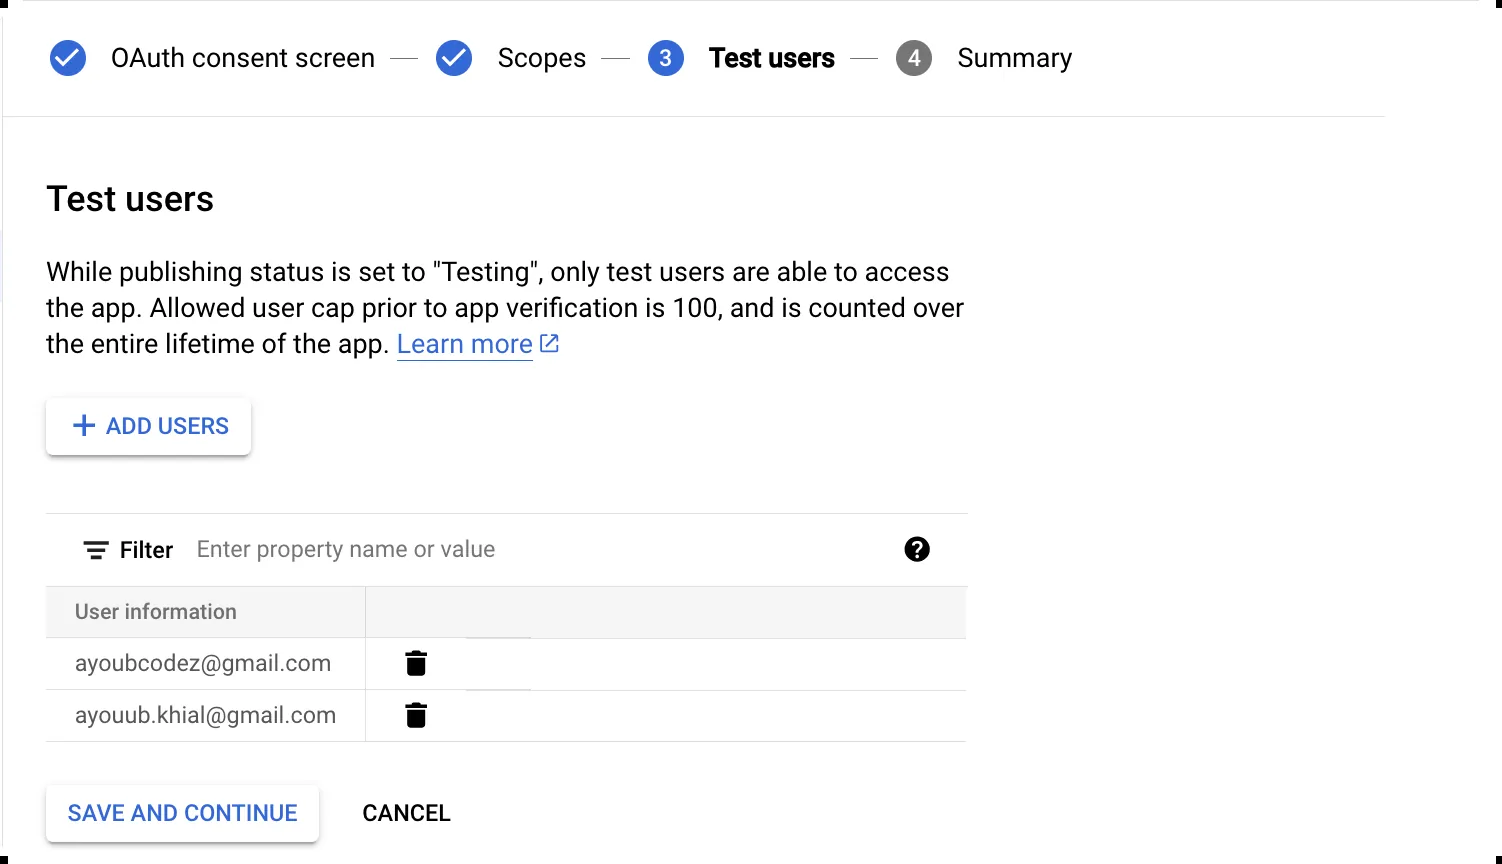 OAuth consent screen — Scopes — 3 Test users — 4 Summary
Test users
While publishing status is set to "Testing", only test users are able to access
the app. Allowed user cap prior to app verification is 100, and is counted over
the entire lifetime of the app. Learn more
+ ADD USERS
Filter Enter property name or value ?
User information
ayoubcodez@gmail.com
ayouub.khial@gmail.com
SAVE AND CONTINUE CANCEL